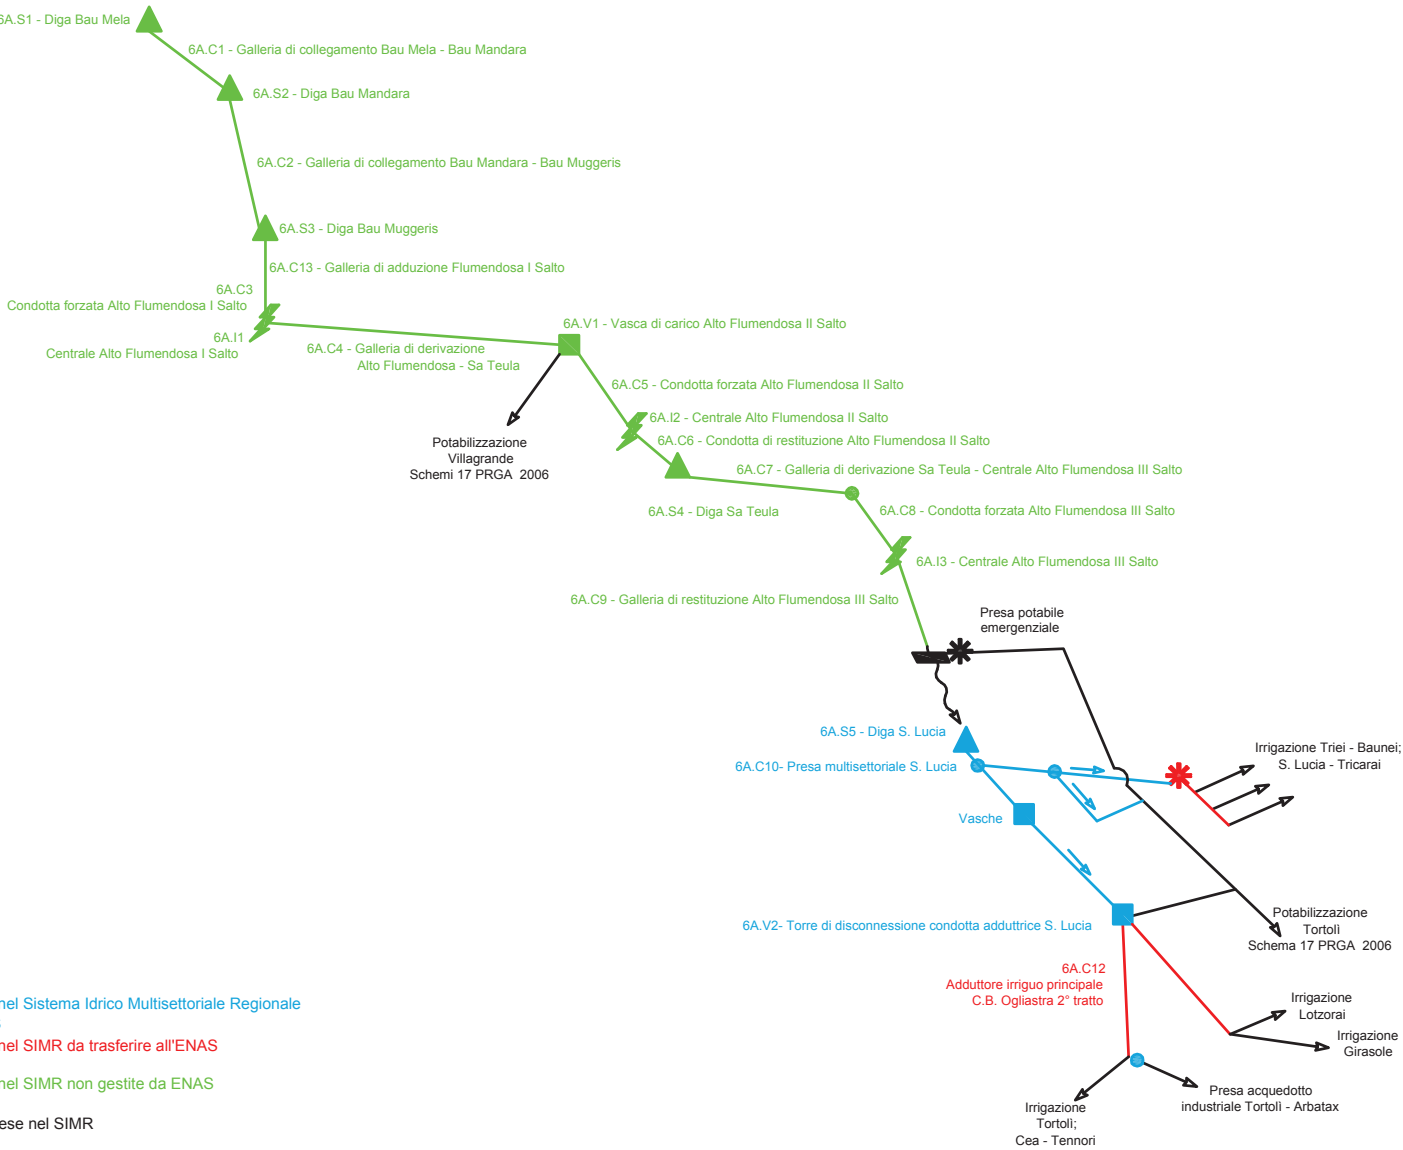 6A.S1 - Diga Bau Mela
6A.C1 - Galleria di collegamento Bau Mela - Bau Mandara
6A.S2 - Diga Bau Mandara
6A.C2 - Galleria di collegamento Bau Mandara - Bau Muggeris
6A.S3 - Diga Bau Muggeris
6A.C13 - Galleria di adduzione Flumendosa I Salto
6A.C3
Condotta forzata Alto Flumendosa I Salto
6A.I1
Centrale Alto Flumendosa I Salto
6A.V1 - Vasca di carico Alto Flumendosa II Salto
6A.C4 - Galleria di derivazione
Alto Flumendosa - Sa Teula
6A.C5 - Condotta forzata Alto Flumendosa II Salto
6A.I2 - Centrale Alto Flumendosa II Salto
6A.C6 - Condotta di restituzione Alto Flumendosa II Salto
Potabilizzazione
Villagrande
Schemi 17 PRGA 2006
6A.C7 - Galleria di derivazione Sa Teula - Centrale Alto Flumendosa III Salto
6A.S4 - Diga Sa Teula
6A.C8 - Condotta forzata Alto Flumendosa III Salto
6A.I3 - Centrale Alto Flumendosa III Salto
6A.C9 - Galleria di restituzione Alto Flumendosa III Salto
Presa potabile
emergenziale
6A.S5 - Diga S. Lucia
6A.C10- Presa multisettoriale S. Lucia
Irrigazione Triei - Baunei;
S. Lucia - Tricarai
Vasche
6A.V2- Torre di disconnessione condotta adduttrice S. Lucia
Potabilizzazione
Tortolì
Schema 17 PRGA 2006
6A.C12
Adduttore irriguo principale
C.B. Ogliastra 2° tratto
Irrigazione
Lotzorai
Irrigazione
Girasole
Presa acquedotto
industriale Tortolì - Arbatax
Irrigazione
Tortolì;
Cea - Tennori
nel Sistema Idrico Multisettoriale Regionale
nel SIMR da trasferire all'ENAS
nel SIMR non gestite da ENAS
ese nel SIMR